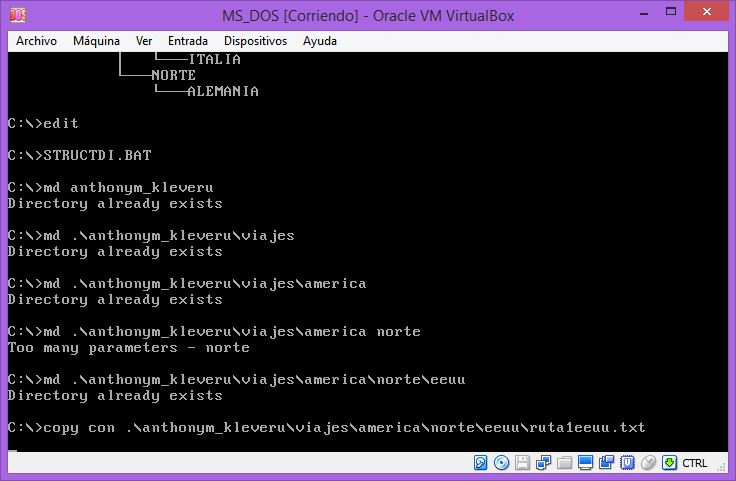 MS_DOS [Corriendo] - Oracle VM VirtualBox
Archivo Máquina Ver Entrada Dispositivos Ayuda
ITALIA
NORTE
ALEMANIA
C:\>edit
C:\>STRUCTDI.BAT
C:\>md anthonym_kleveru
Directory already exists
C:\>md .\anthonym_kleveru\viajes
Directory already exists
C:\>md .\anthonym_kleveru\viajes\america
Directory already exists
C:\>md .\anthonym_kleveru\viajes\america norte
Too many parameters - norte
C:\>md .\anthonym_kleveru\viajes\america\norte\eeuu
Directory already exists
C:\>copy con .\anthonym_kleveru\viajes\america\norte\eeuu\ruta1eeuu.txt
CTRL